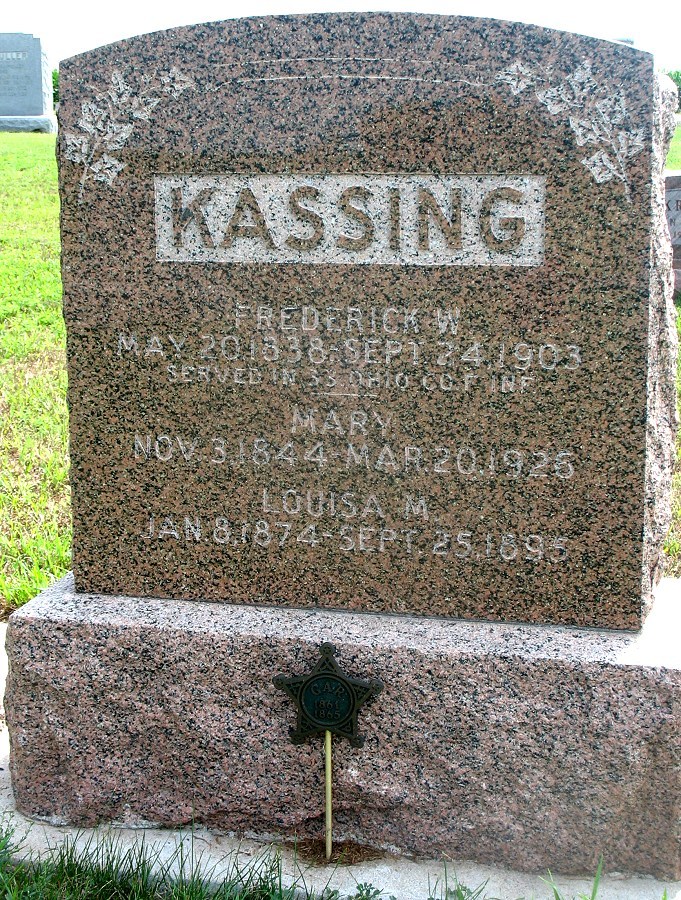 KASSING
FREDERICK W.
MAY 20, 1838-SEPT. 24, 1903
SERVED IN 33 OHIO CO. F INF.
MARY
NOV. 3, 1844-MAR. 20, 1926
LOUISA M.
JAN. 8, 1874-SEPT. 25, 1895
G.A.R.
1861
1865